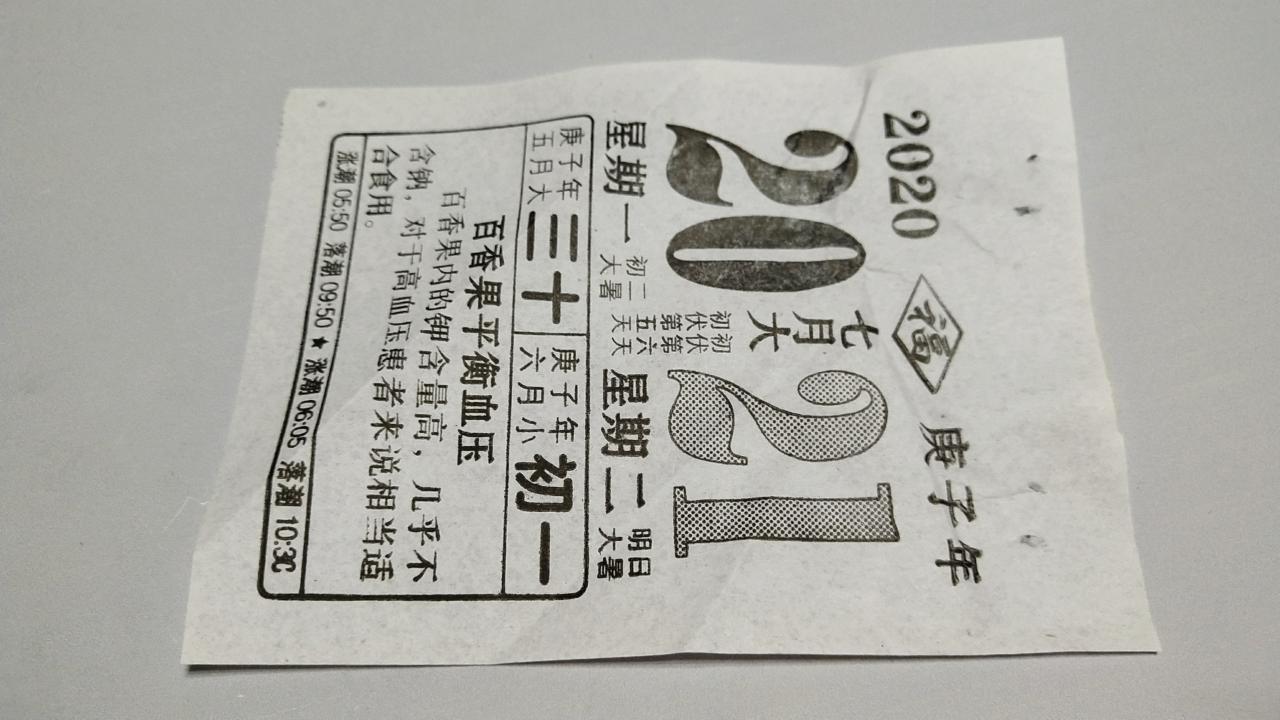 2020 福 庚子年
20 七月大 21
星期一 初二
大暑
初伏第五天
初伏第六天
星期二 明日
大暑
庚子年
五月大 三十
庚子年
六月小 初一
百香果平衡血压
百香果内的钾含量高，几乎不
含钠，对于高血压患者来说相当适
合食用。
涨潮 05:50 落潮 09:50 ★ 涨潮 06:05 落潮 10:30